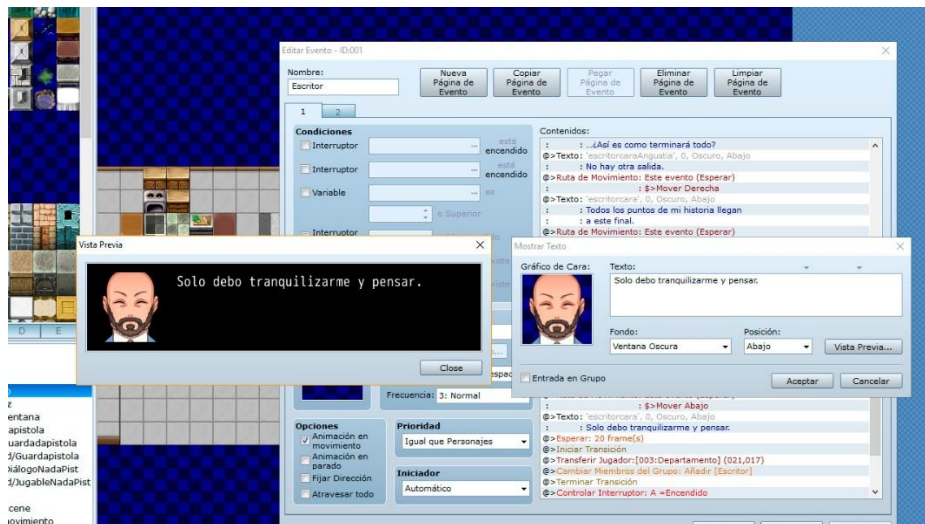 Editar Evento - ID:001
Nombre:
Escritor
Nueva Página de Evento
Copiar Página de Evento
Pegar Página de Evento
Eliminar Página de Evento
Limpiar Página de Evento
1 2
Condiciones
Interruptor ... está encendido
Interruptor ... está encendido
Variable ... es
o Superior
Interruptor
Contenidos:
: : ...¿Así es como terminará todo?
@>Texto: 'escritorcaraAngustia', 0, Oscuro, Abajo
: : No hay otra salida.
@>Ruta de Movimiento: Este evento (Esperar)
: : $>Mover Derecha
@>Texto: 'escritorcara', 0, Oscuro, Abajo
: : Todos los puntos de mi historia llegan
: : a este final.
@>Ruta de Movimiento: Este evento (Esperar)
Vista Previa
Solo debo tranquilizarme y pensar.
Close
Mostrar Texto
Gráfico de Cara:
Texto:
Solo debo tranquilizarme y pensar.
Fondo:
Ventana Oscura
Posición:
Abajo
Vista Previa...
Entrada en Grupo
Aceptar
Cancelar
D E
Frecuencia: 3: Normal
: : $>Mover Abajo
@>Texto: 'escritorcara', 0, Oscuro, Abajo
: : Solo debo tranquilizarme y pensar.
@>Esperar: 20 frame(s)
@>Iniciar Transición
@>Transferir Jugador:[003:Departamento] (021,017)
@>Cambiar Miembros del Grupo: Añadir [Escritor]
@>Terminar Transición
@>Controlar Interruptor: A =Encendido
Opciones
Animación en movimiento
Animación en parado
Fijar Dirección
Atravesar todo
Prioridad
Igual que Personajes
Iniciador
Automático
entana
apistola
uardadapistola
d/Guardapistola
iálogoNadaPist
d/JugableNadaPist
cene
ovimiento